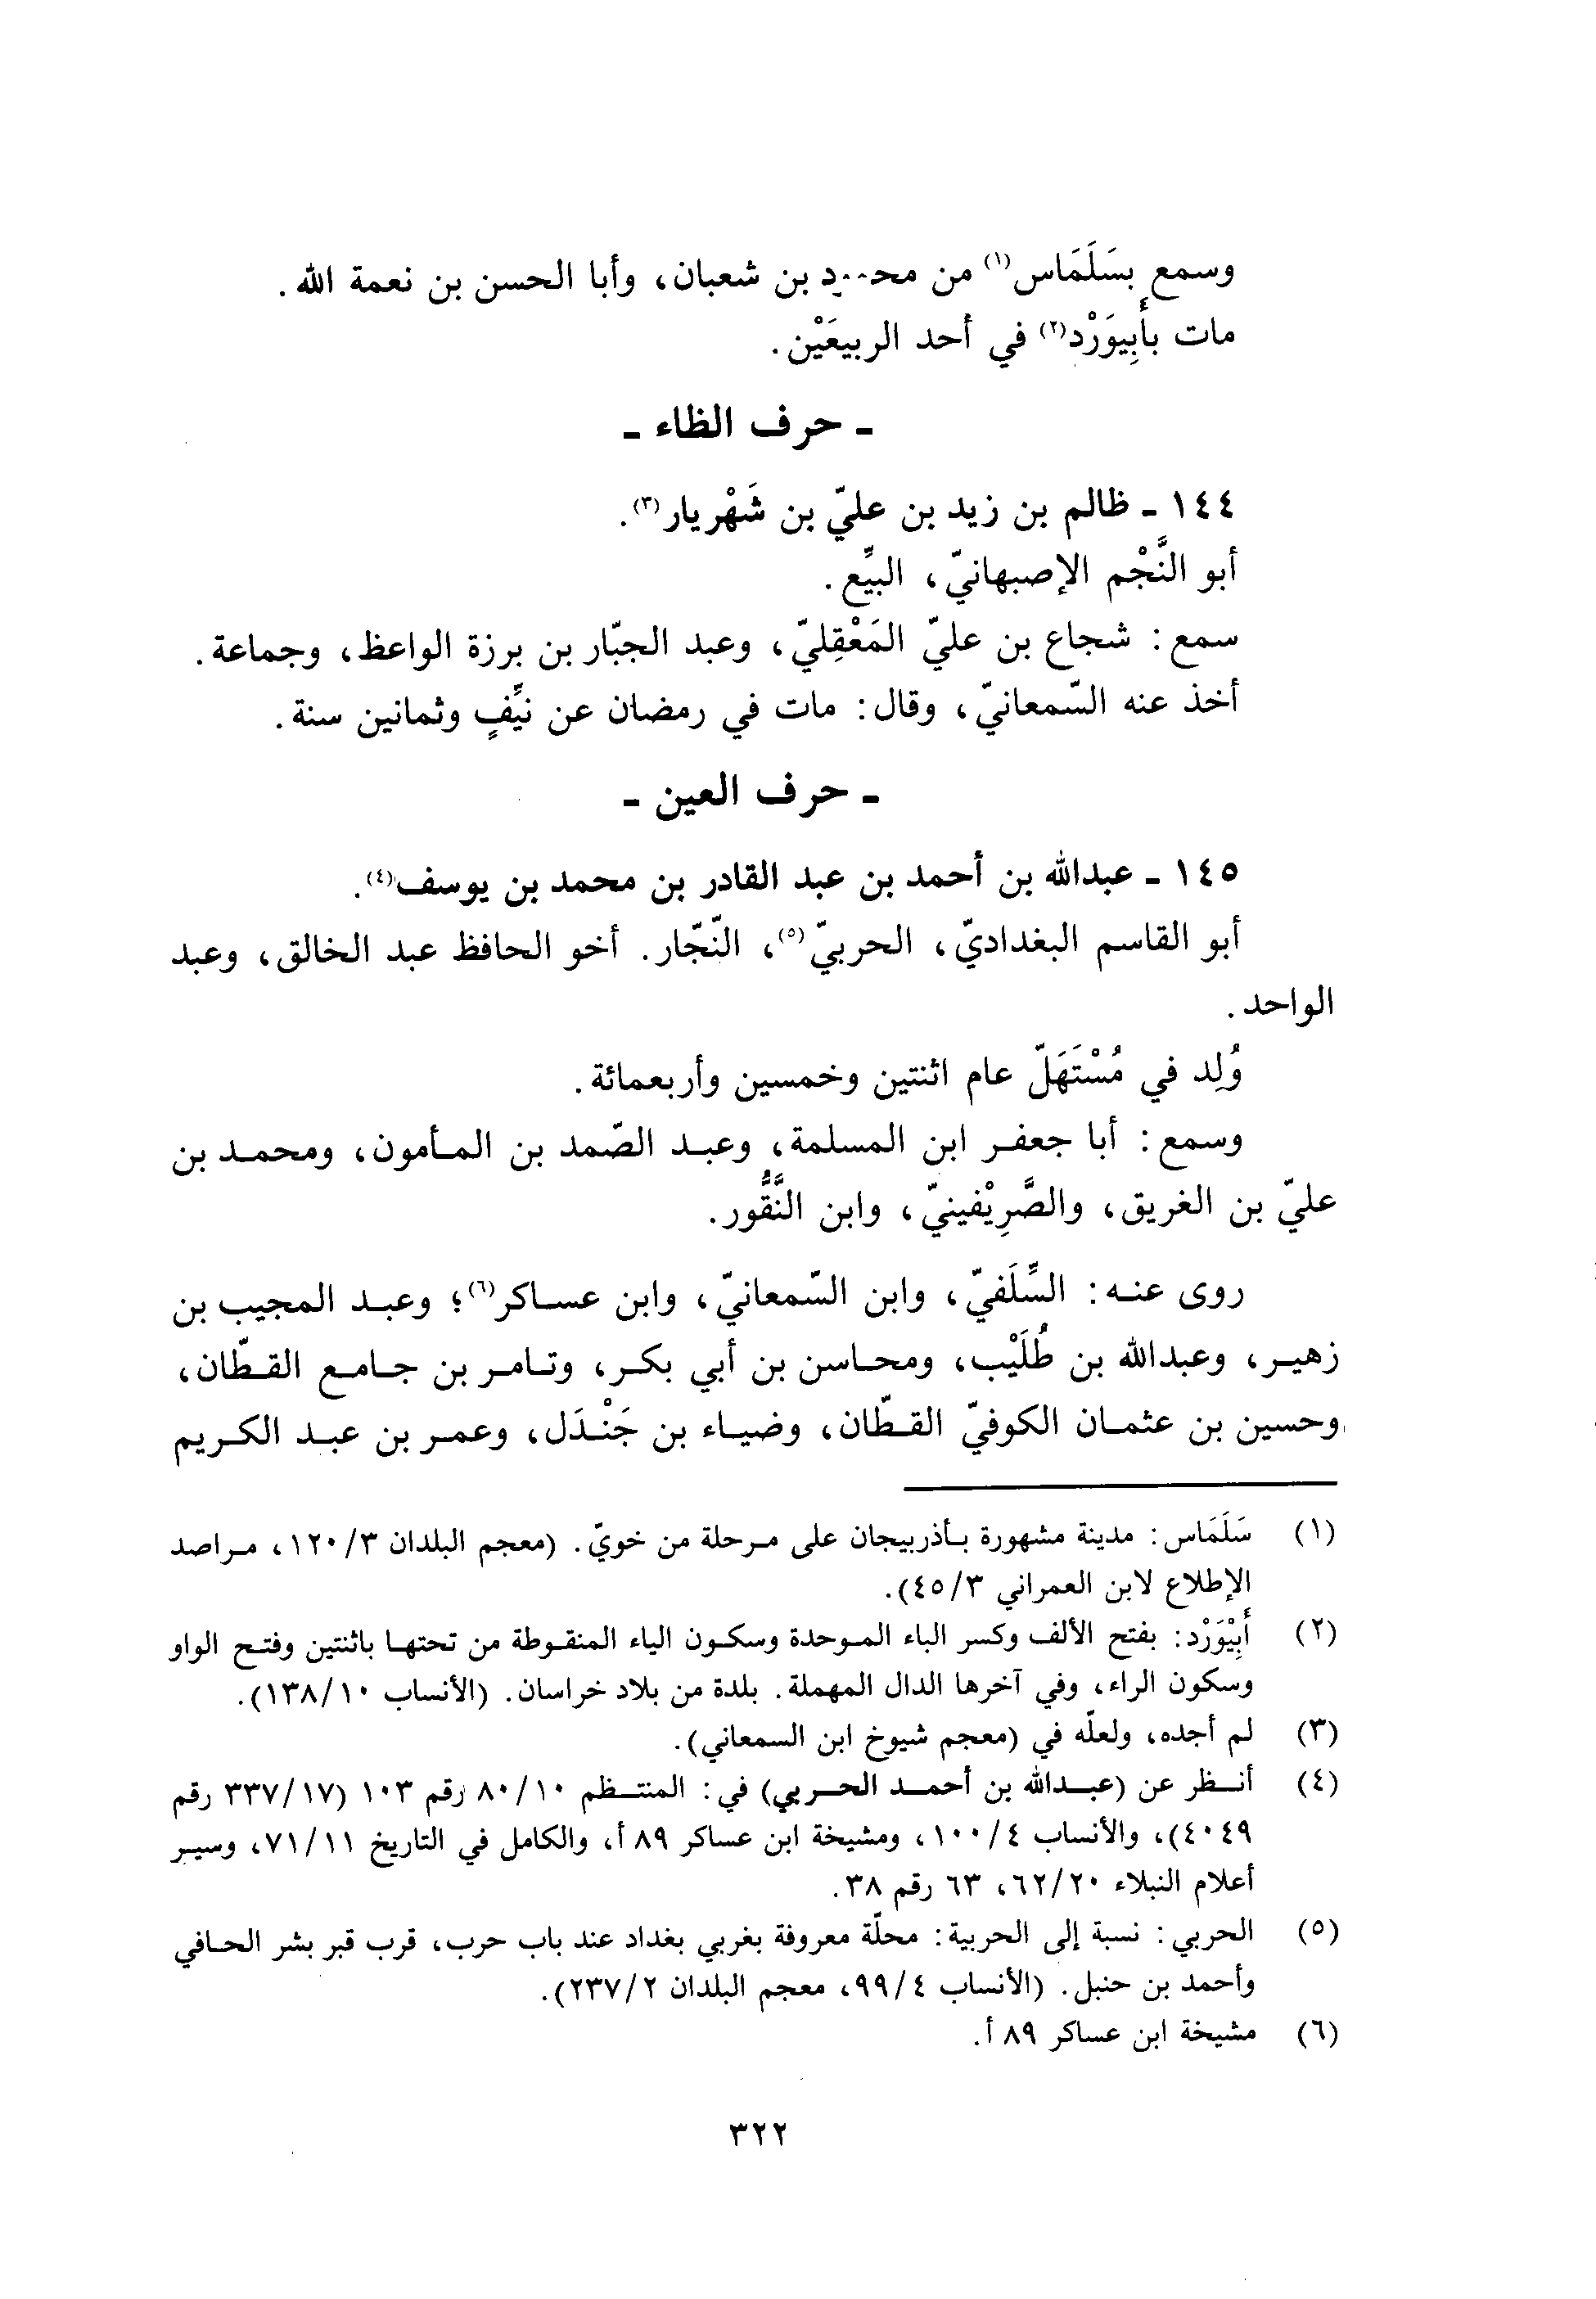 وسمع بسَلَمَاس(١) من محمد بن شعبان، وأبا الحسن بن نعمة الله.
مات بأَبِيوَرْد(٢) في أحد الربيعَيْن.
- حرف الظاء -
١٤٤ - ظالم بن زيد بن عليّ بن شَهْريار(٣).
أبو النَّجْم الإصبهانيّ، البيِّع.
سمع: شجاع بن عليّ المَعْقِليّ، وعبد الجبّار بن برزة الواعظ، وجماعة.
أخذ عنه السّمعانيّ، وقال: مات في رمضان عن نيِّفٍ وثمانين سنة.
- حرف العين -
١٤٥ - عبدالله بن أحمد بن عبد القادر بن محمد بن يوسف(٤).
أبو القاسم البغداديّ، الحربيّ(٥)، النّجّار. أخو الحافظ عبد الخالق، وعبد
الواحد.
وُلِد في مُسْتَهَلّ عام اثنتين وخمسين وأربعمائة.
وسمع: أبا جعفر ابن المسلمة، وعبد الصّمد بن المأمون، ومحمد بن
عليّ بن الغريق، والصَّرِيْفينيّ، وابن النَّقُّور.
روى عنه: السِّلَفيّ، وابن السّمعانيّ، وابن عساكر(٦)؛ وعبد المجيب بن
زهير، وعبدالله بن طُلَيْب، ومحاسن بن أبي بكر، وتامر بن جامع القطّان،
وحسين بن عثمان الكوفيّ القطّان، وضياء بن جَنْدَل، وعمر بن عبد الكريم
(١) سَلَمَاس: مدينة مشهورة بأذربيجان على مرحلة من خويّ. (معجم البلدان ١٢٠/٣، مراصد
الإطلاع لابن العمراني ٤٥/٣).
(٢) أَبِيْوَرْد: بفتح الألف وكسر الباء الموحدة وسكون الياء المنقوطة من تحتها باثنتين وفتح الواو
وسكون الراء، وفي آخرها الدال المهملة. بلدة من بلاد خراسان. (الأنساب ١٣٨/١٠).
(٣) لم أجده، ولعلّه في (معجم شيوخ ابن السمعاني).
(٤) أنظر عن (عبدالله بن أحمد الحربي) في: المنتظم ٨٠/١٠ رقم ١٠٣ (٣٣٧/١٧ رقم
٤٠٤٩)، والأنساب ١٠٠/٤، ومشيخة ابن عساكر ٨٩ أ، والكامل في التاريخ ٧١/١١، وسير
أعلام النبلاء ٦٢/٢٠، ٦٣ رقم ٣٨.
(٥) الحربي: نسبة إلى الحربية: محلّة معروفة بغربي بغداد عند باب حرب، قرب قبر بشر الحافي
وأحمد بن حنبل. (الأنساب ٩٩/٤، معجم البلدان ٢٣٧/٢).
(٦) مشيخة ابن عساكر ٨٩ أ.
٣٢٢